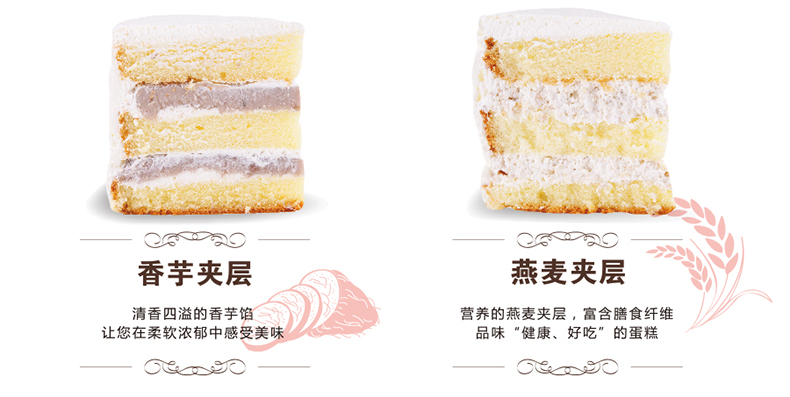 香芋夹层
清香四溢的香芋馅
让您在柔软浓郁中感受美味
燕麦夹层
营养的燕麦夹层，富含膳食纤维
品味“健康、好吃”的蛋糕